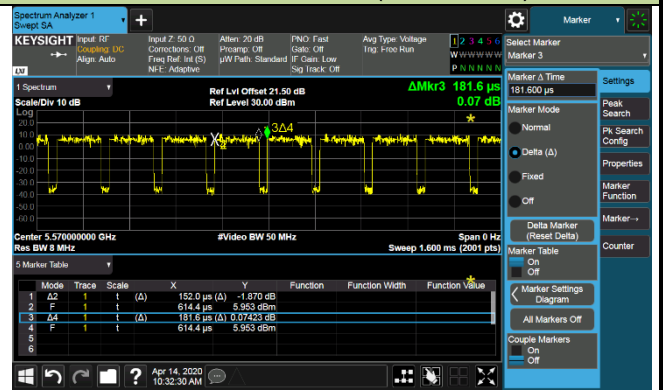 Spectrum Analyzer 1
Swept SA
Marker
KEYSIGHT Input: RF Input Z: 50 Ω Atten: 20 dB PNO: Fast Avg Type: Voltage 1 2 3 4 5 6
Coupling: DC Corrections: Off Preamp: Off Gate: Off Trig: Free Run
Align: Auto Freq Ref: Int (S) µW Path: Standard IF Gain: Low W W W W W W
NFE: Adaptive Sig Track: Off P N N N N N
LXI
Select Marker
Marker 3
1 Spectrum
Ref Lvl Offset 21.50 dB
ΔMkr3 181.6 µs
Scale/Div 10 dB
Ref Level 30.00 dBm
0.07 dB
Log
20.0
10.0
0.00
-10.0
-20.0
-30.0
-40.0
-50.0
-60.0
3Δ4
Center 5.570000000 GHz
#Video BW 50 MHz
Span 0 Hz
Res BW 8 MHz
Sweep 1.600 ms (2001 pts)
5 Marker Table
Mode Trace Scale X Y Function Function Width Function Value
1 Δ2 1 t (Δ) 152.0 µs (Δ) -1.870 dB
2 F 1 t 614.4 µs 5.953 dBm
3 Δ4 1 t (Δ) 181.6 µs (Δ) 0.07423 dB
4 F 1 t 614.4 µs 5.953 dBm
5
6
Marker Δ Time
181.600 µs
Marker Mode
Normal
Delta (Δ)
Fixed
Off
Delta Marker
(Reset Delta)
Marker Table
On
Off
Marker Settings
Diagram
All Markers Off
Couple Markers
On
Off
Settings
Peak
Search
Pk Search
Config
Properties
Marker
Function
Marker→
Counter
?
Apr 14, 2020
10:32:30 AM